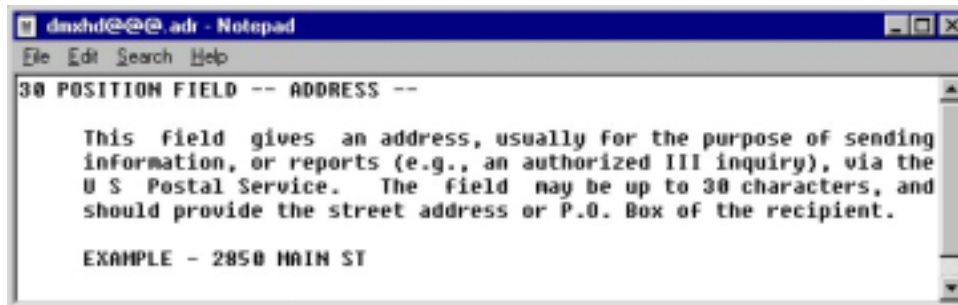 dmxhd@@@.adr - Notepad
File Edit Search Help
30 POSITION FIELD -- ADDRESS --
This field gives an address, usually for the purpose of sending
information, or reports (e.g., an authorized III inquiry), via the
U S Postal Service. The field may be up to 30 characters, and
should provide the street address or P.O. Box of the recipient.
EXAMPLE - 2850 MAIN ST